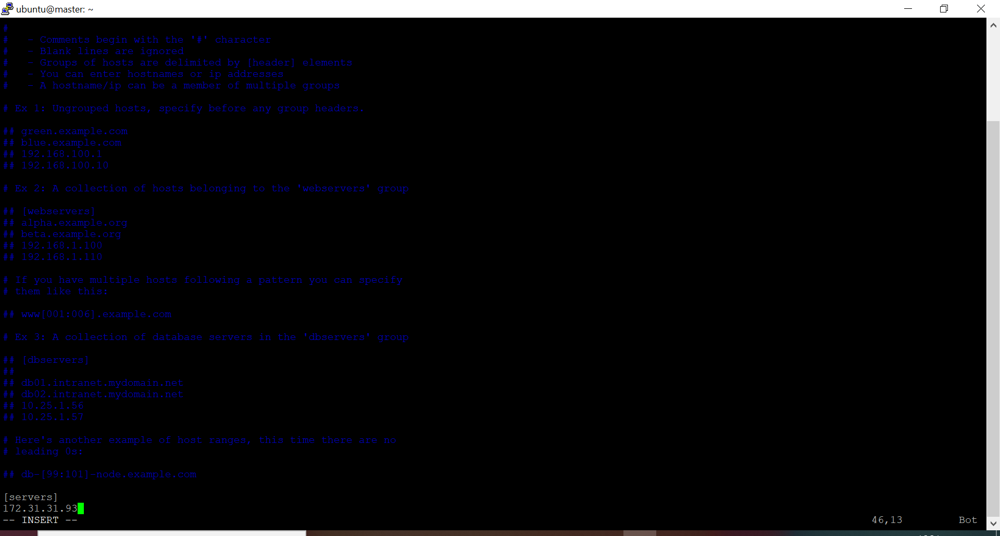 ubuntu@master: ~
#
#   - Comments begin with the '#' character
#   - Blank lines are ignored
#   - Groups of hosts are delimited by [header] elements
#   - You can enter hostnames or ip addresses
#   - A hostname/ip can be a member of multiple groups
# Ex 1: Ungrouped hosts, specify before any group headers.
## green.example.com
## blue.example.com
## 192.168.100.1
## 192.168.100.10
# Ex 2: A collection of hosts belonging to the 'webservers' group
## [webservers]
## alpha.example.org
## beta.example.org
## 192.168.1.100
## 192.168.1.110
# If you have multiple hosts following a pattern you can specify
# them like this:
## www[001:006].example.com
# Ex 3: A collection of database servers in the 'dbservers' group
## [dbservers]
##
## db01.intranet.mydomain.net
## db02.intranet.mydomain.net
## 10.25.1.56
## 10.25.1.57
# Here's another example of host ranges, this time there are no
# leading 0s:
## db-[99:101]-node.example.com
[servers]
172.31.31.93
-- INSERT -- 46,13 Bot